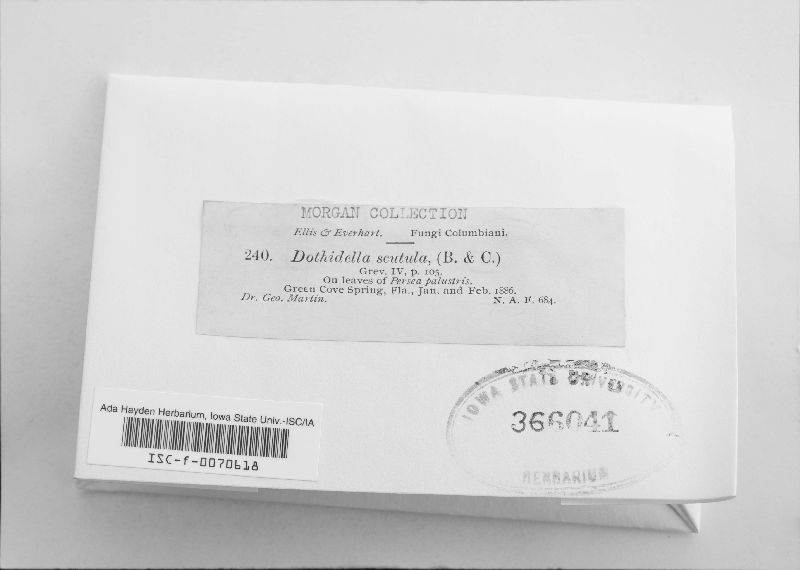 MORGAN COLLECTION
Ellis & Everhart. Fungi Columbiani.
240. Dothidella scutula, (B. & C.)
Grev. IV, p. 105.
On leaves of Persea palustris.
Green Cove Spring, Fla., Jan. and Feb. 1886.
Dr. Geo. Martin. N. A. F. 684.
IOWA STATE UNIVERSITY
366041
HERBARIUM
Ada Hayden Herbarium, Iowa State Univ.-ISC/IA
ISC-f-0070618